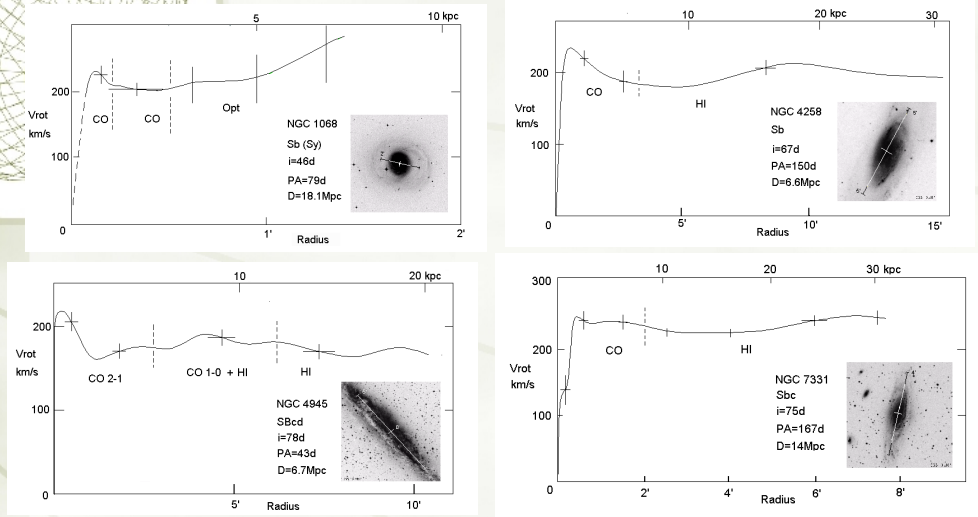 5
10 kpc
200
Vrot
km/s
100
0
CO
CO
Opt
NGC 1068
Sb (Sy)
i=46d
PA=79d
D=18.1Mpc
1'
2'
Radius
10
20 kpc
30
200
Vrot
km/s
100
0
CO
HI
NGC 4258
Sb
i=67d
PA=150d
D=6.6Mpc
5'
10'
15'
Radius
10
20 kpc
200
Vrot
km/s
100
0
CO 2-1
CO 1-0 + HI
HI
NGC 4945
SBcd
i=78d
PA=43d
D=6.7Mpc
5'
10'
Radius
10
20
30 kpc
300
200
Vrot
km/s
100
0
CO
HI
NGC 7331
Sbc
i=75d
PA=167d
D=14Mpc
2'
4'
6'
8'
Radius